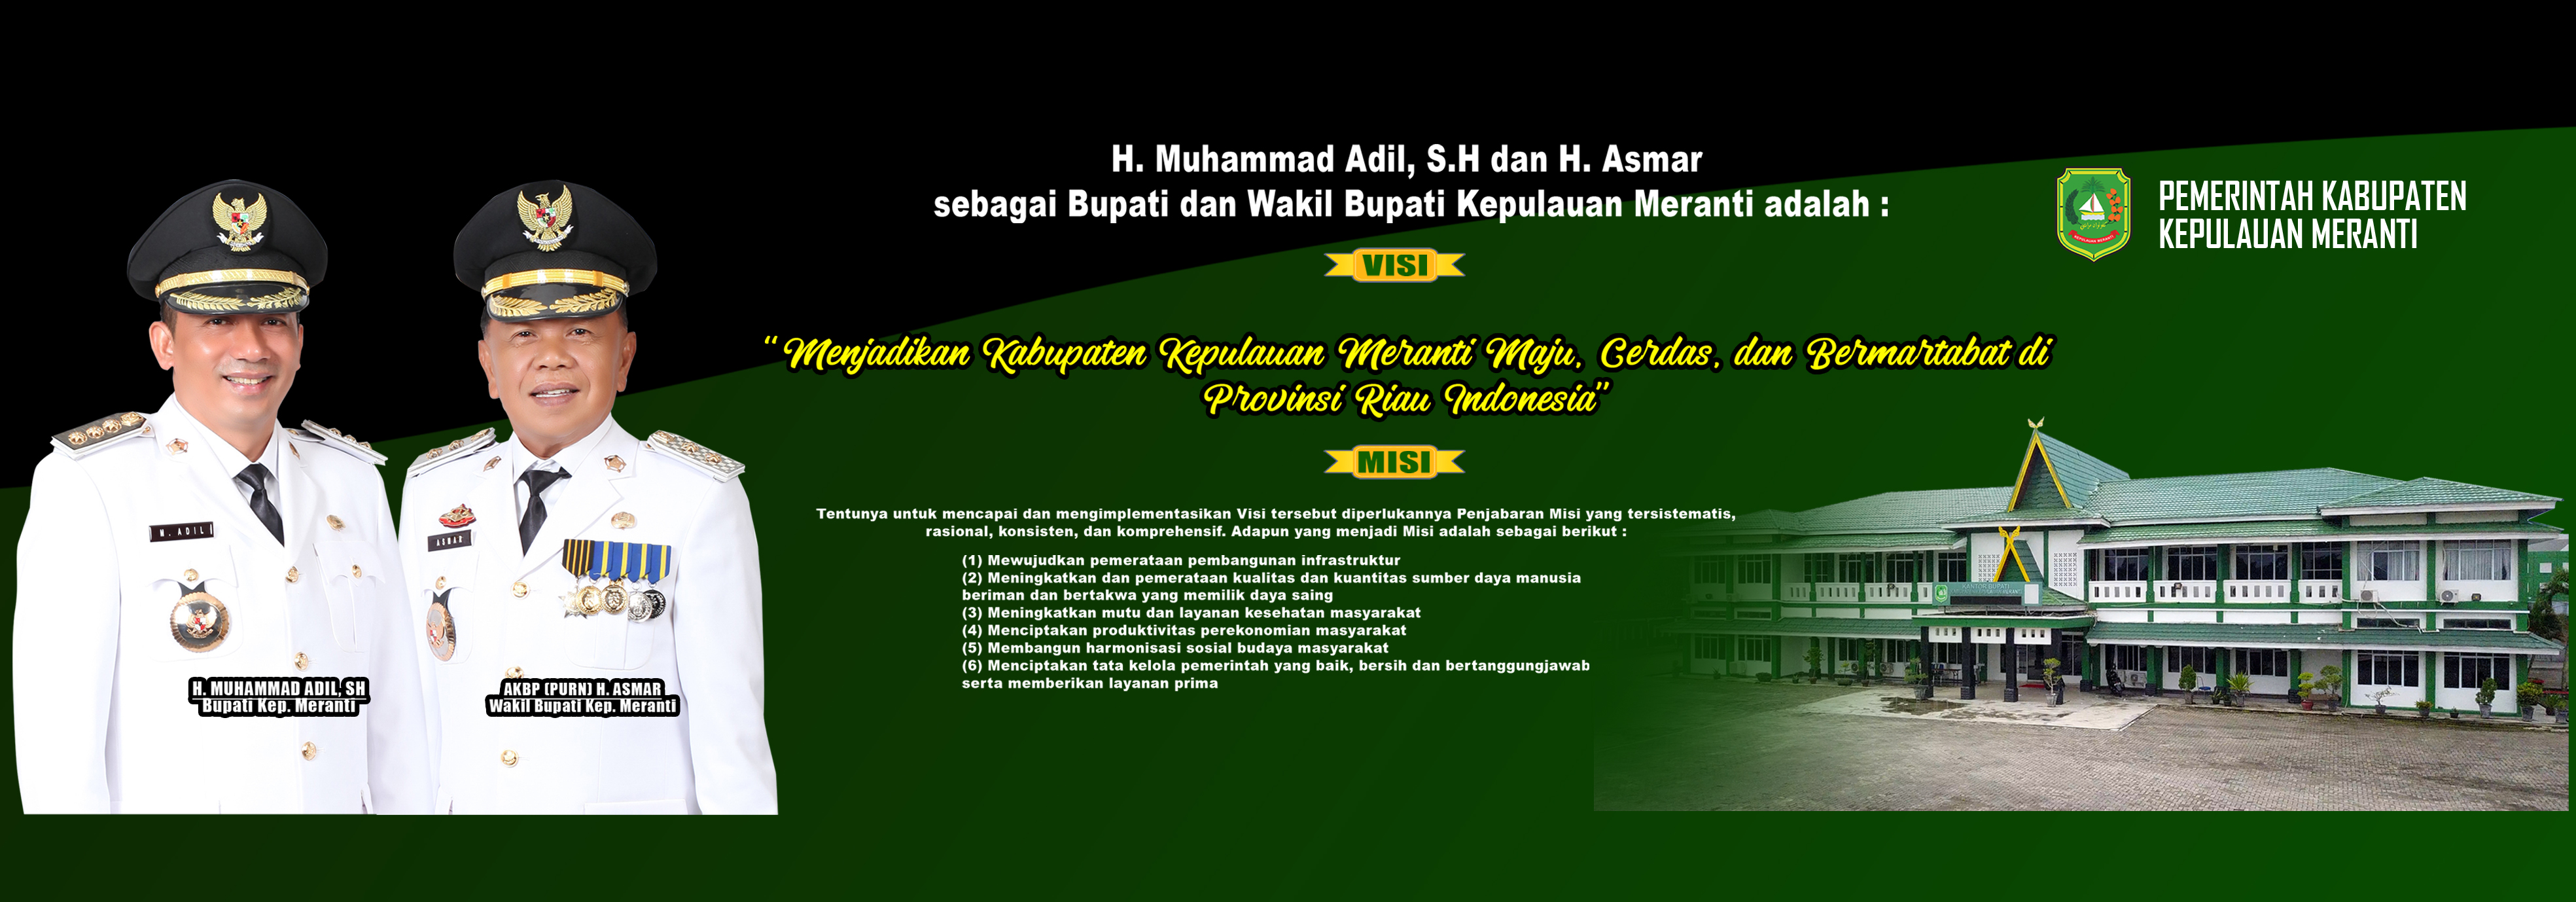 H. Muhammad Adil, S.H dan H. Asmar
sebagai Bupati dan Wakil Bupati Kepulauan Meranti adalah :
PEMERINTAH KABUPATEN
KEPULAUAN MERANTI
KEPULAUAN MERANTI
VISI
“Menjadikan Kabupaten Kepulauan Meranti Maju, Cerdas, dan Bermartabat di
Provinsi Riau Indonesia”
MISI
Tentunya untuk mencapai dan mengimplementasikan Visi tersebut diperlukannya Penjabaran Misi yang tersistematis,
rasional, konsisten, dan komprehensif. Adapun yang menjadi Misi adalah sebagai berikut :
(1) Mewujudkan pemerataan pembangunan infrastruktur
(2) Meningkatkan dan pemerataan kualitas dan kuantitas sumber daya manusia
beriman dan bertakwa yang memilik daya saing
(3) Meningkatkan mutu dan layanan kesehatan masyarakat
(4) Menciptakan produktivitas perekonomian masyarakat
(5) Membangun harmonisasi sosial budaya masyarakat
(6) Menciptakan tata kelola pemerintah yang baik, bersih dan bertanggungjawab
serta memberikan layanan prima
M. ADIL
ASMAR
H. MUHAMMAD ADIL, SH
Bupati Kep. Meranti
AKBP (PURN) H. ASMAR
Wakil Bupati Kep. Meranti
KANTOR BUPATI